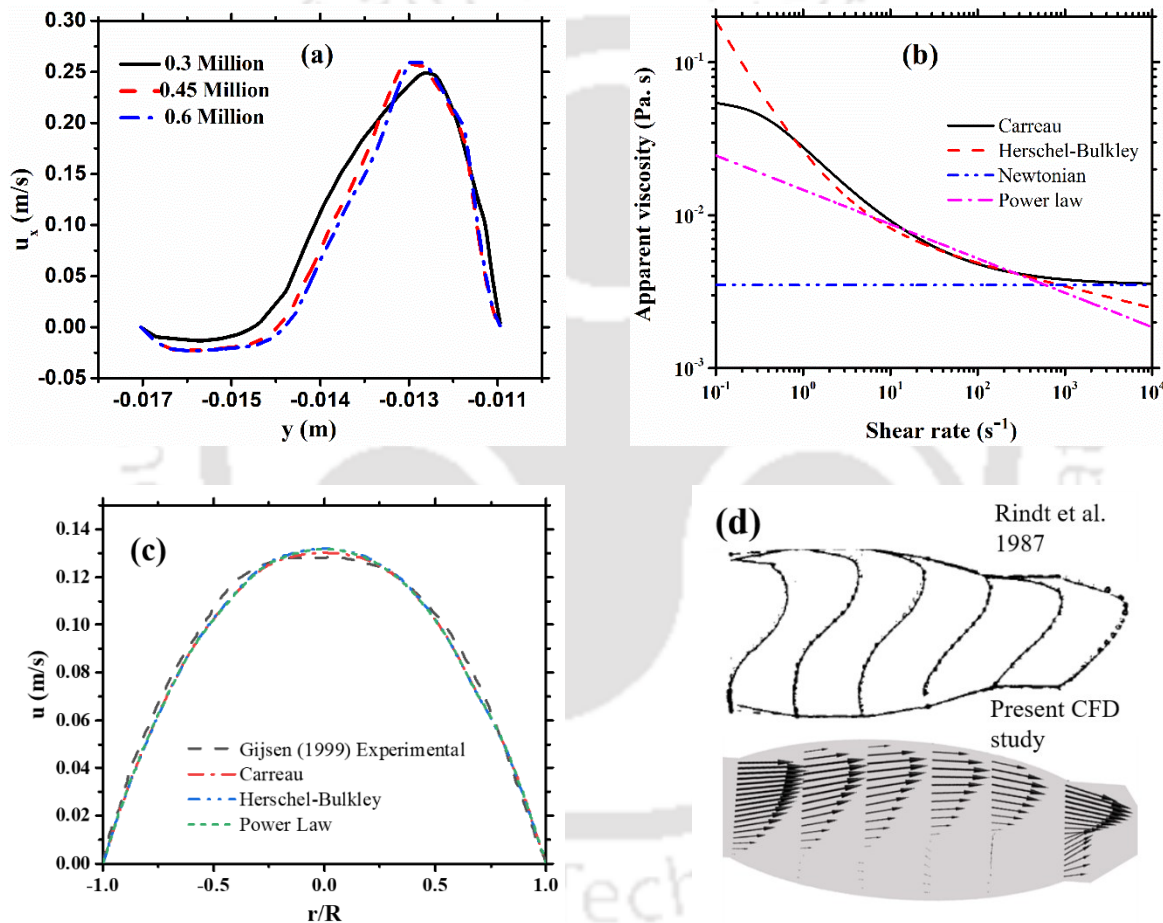 (a)
0.3 Million
0.45 Million
0.6 Million
0.30
0.25
0.20
0.15
0.10
0.05
0.00
-0.05
u_x (m/s)
-0.017 -0.015 -0.014 -0.013 -0.011
y (m)
(b)
Carreau
Herschel-Bulkley
Newtonian
Power law
10^-1
10^-2
10^-3
Apparent viscosity (Pa. s)
10^-1 10^0 10^1 10^2 10^3 10^4
Shear rate (s^-1)
(c)
0.14
0.12
0.10
0.08
0.06
0.04
0.02
0.00
u (m/s)
Gijsen (1999) Experimental
Carreau
Herschel-Bulkley
Power Law
-1.0 -0.5 0.0 0.5 1.0
r/R
(d)
Rindt et al.
1987
Present CFD
study
Tech